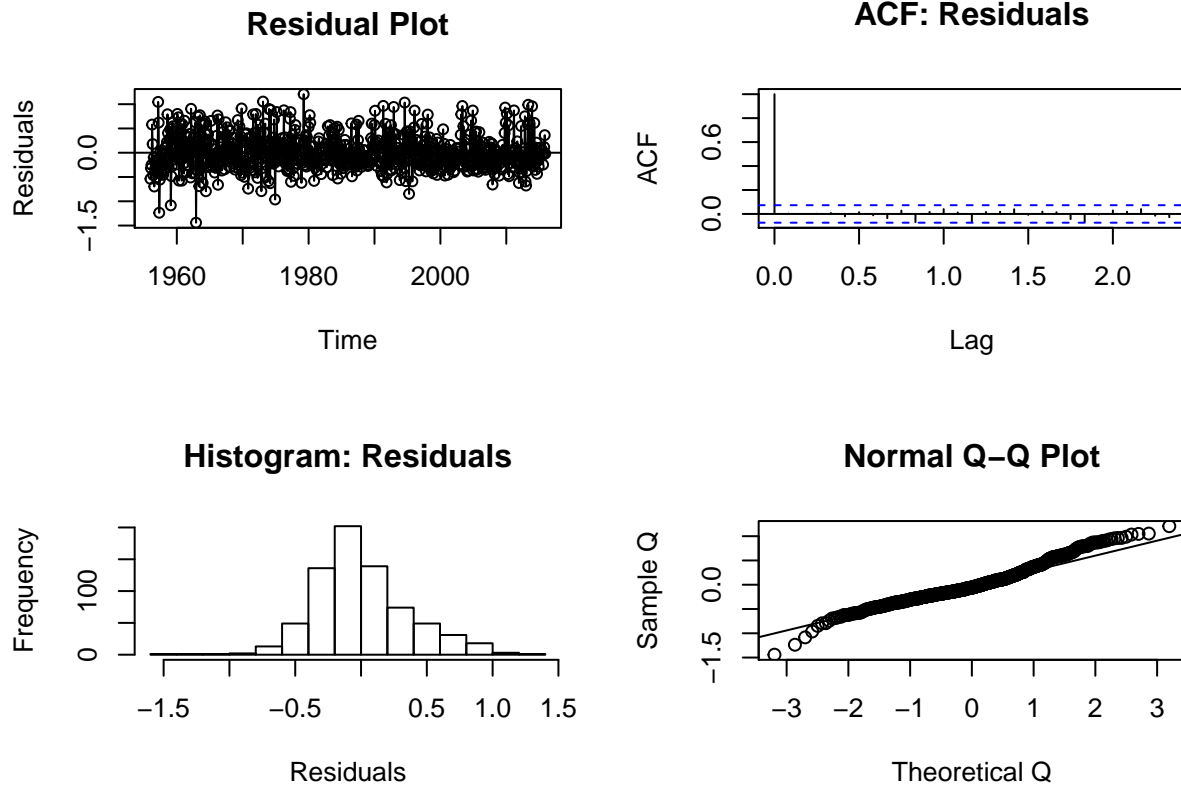 Residual Plot
Residuals
−1.5
0.0
1960
1980
2000
Time
ACF: Residuals
ACF
0.0
0.6
0.0
0.5
1.0
1.5
2.0
Lag
Histogram: Residuals
Frequency
0
100
−1.5
−0.5
0.5
1.0
1.5
Residuals
Normal Q−Q Plot
Sample Q
−1.5
0.0
−3
−2
−1
0
1
2
3
Theoretical Q